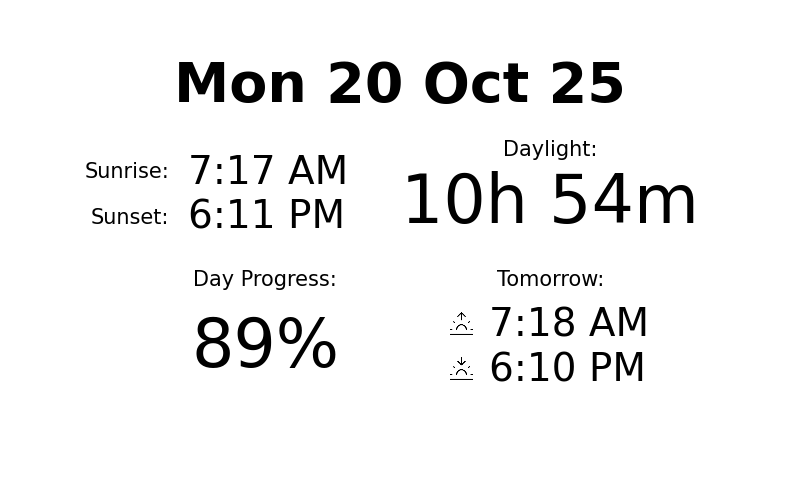 Mon 20 Oct 25
Sunrise: 7:17 AM
Sunset: 6:11 PM
Daylight:
10h 54m
Day Progress:
89%
Tomorrow:
7:18 AM
6:10 PM